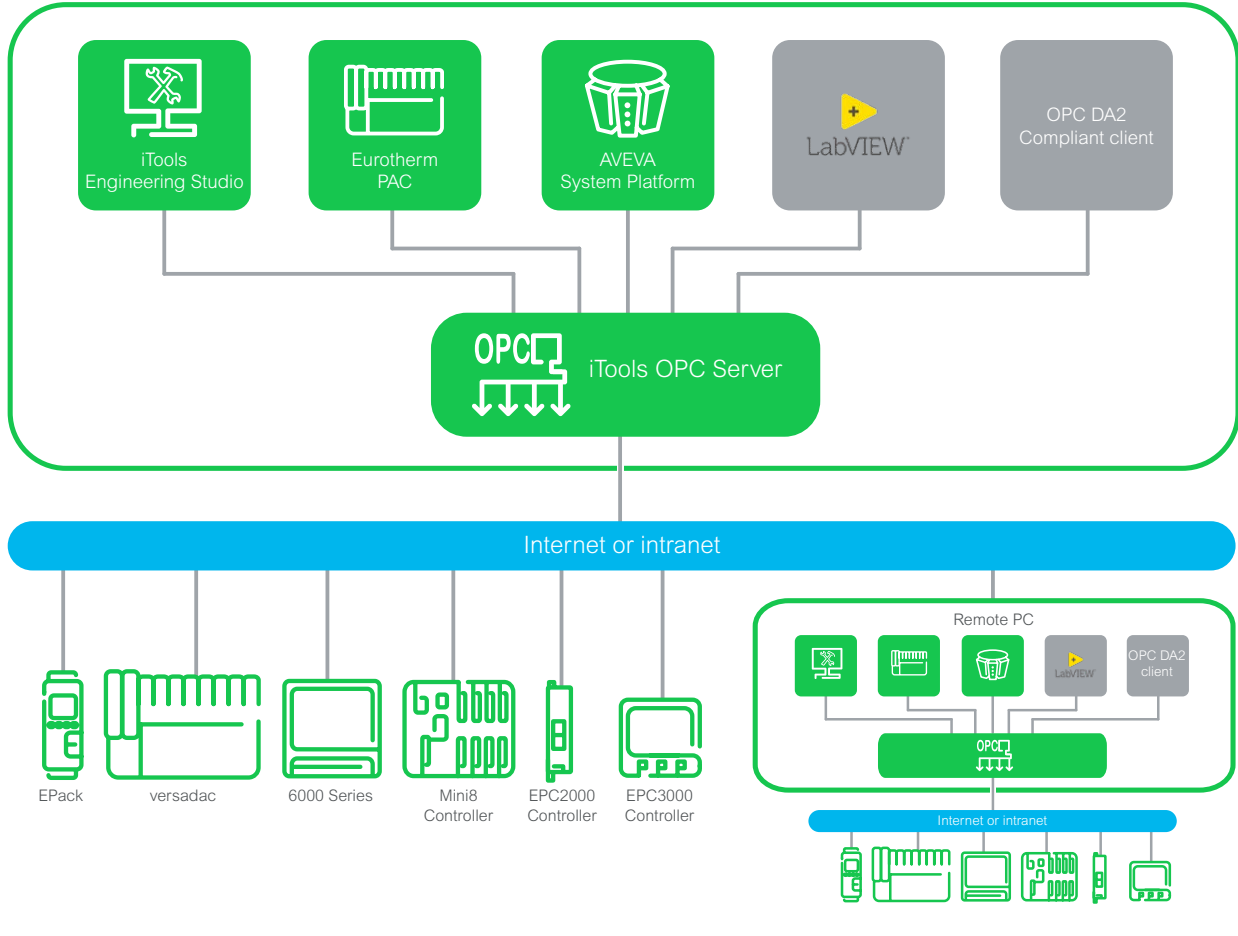 iTools
Engineering Studio
Eurotherm
PAC
AVEVA
System Platform
LabVIEW™
OPC DA2
Compliant client
OPC
iTools OPC Server
Internet or intranet
EPack
versadac
6000 Series
Mini8
Controller
EPC2000
Controller
EPC3000
Controller
Remote PC
LabVIEW
OPC DA2
client
OPC
Internet or intranet